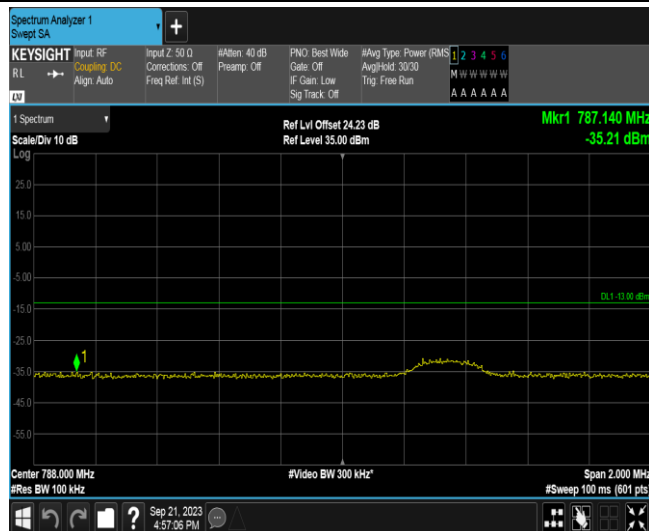 Spectrum Analyzer 1
Swept SA
KEYSIGHT
RL
LXI
Input: RF
Coupling: DC
Align: Auto
Input Z: 50 Ω
Corrections: Off
Freq Ref: Int (S)
#Atten: 40 dB
Preamp: Off
PNO: Best Wide
Gate: Off
IF Gain: Low
Sig Track: Off
#Avg Type: Power (RMS
Avg|Hold: 30/30
Trig: Free Run
1 2 3 4 5 6
M W W W W W
A A A A A A
1 Spectrum
Scale/Div 10 dB
Log
Ref Lvl Offset 24.23 dB
Ref Level 35.00 dBm
Mkr1 787.140 MHz
-35.21 dBm
25.0
15.0
5.00
-5.00
DL1 -13.00 dBm
-15.0
-25.0
1
-35.0
-45.0
-55.0
Center 788.000 MHz
#Video BW 300 kHz*
Span 2.000 MHz
#Res BW 100 kHz
#Sweep 100 ms (601 pts)
?
Sep 21, 2023
4:57:06 PM